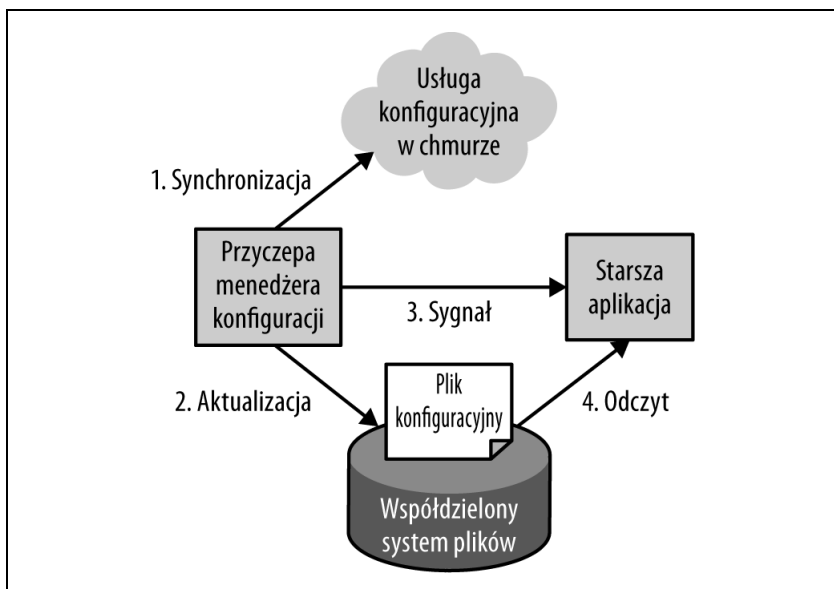 Usługa
konfiguracyjna
w chmurze
1. Synchronizacja
Przyczepa
menedżera
konfiguracji
3. Sygnał
Starsza
aplikacja
2. Aktualizacja
Plik
konfiguracyjny
4. Odczyt
Współdzielony
system plików